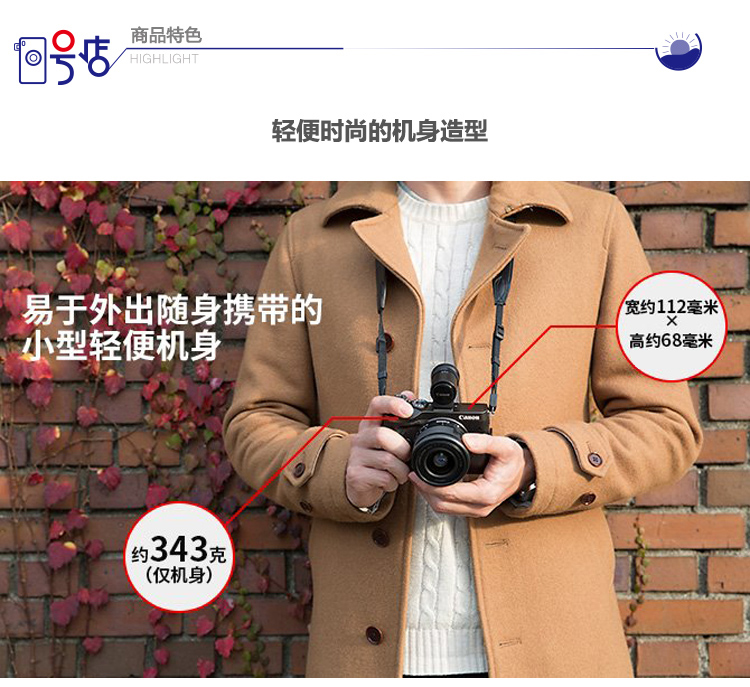 号店
商品特色
HIGHLIGHT
轻便时尚的机身造型
易于外出随身携带的
小型轻便机身
宽约112毫米
×
高约68毫米
Canon
约343克
（仅机身）